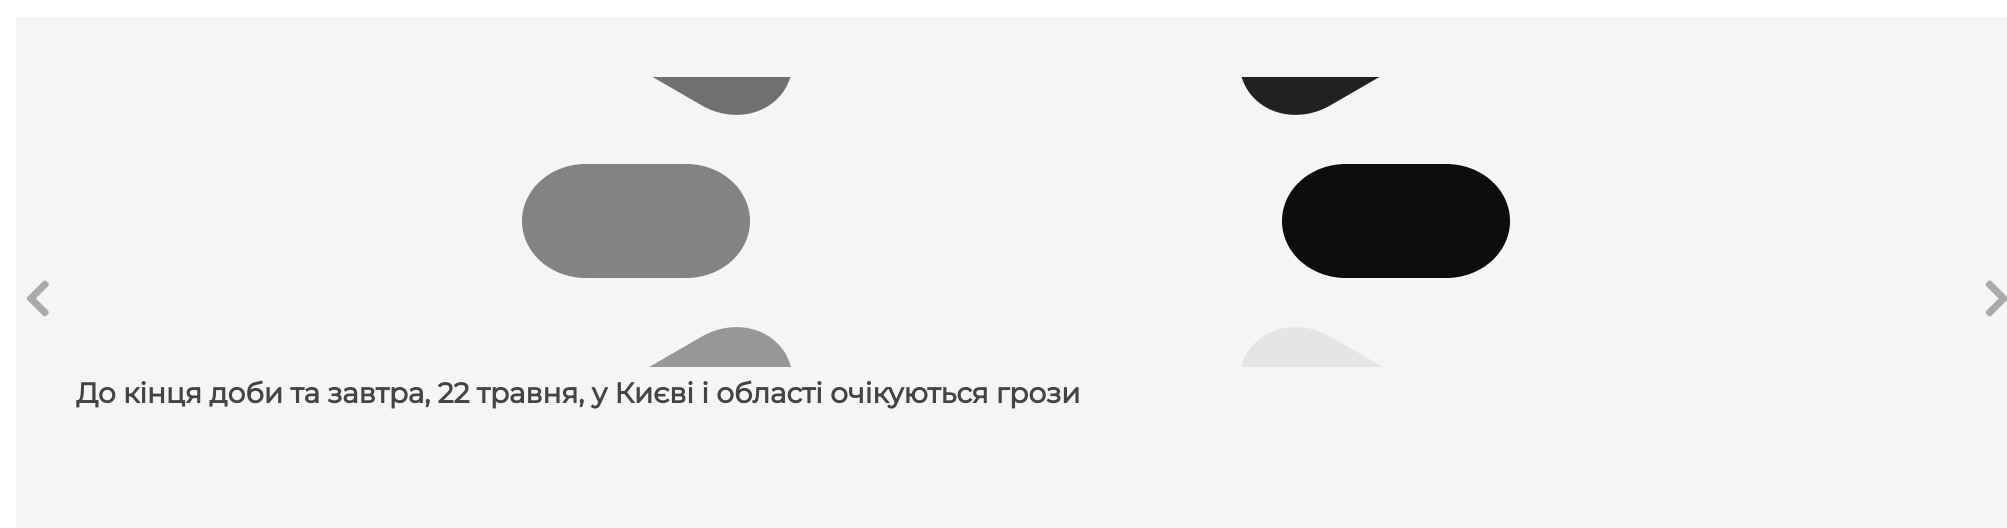 До кінця доби та завтра, 22 травня, у Києві і області очікуються грози